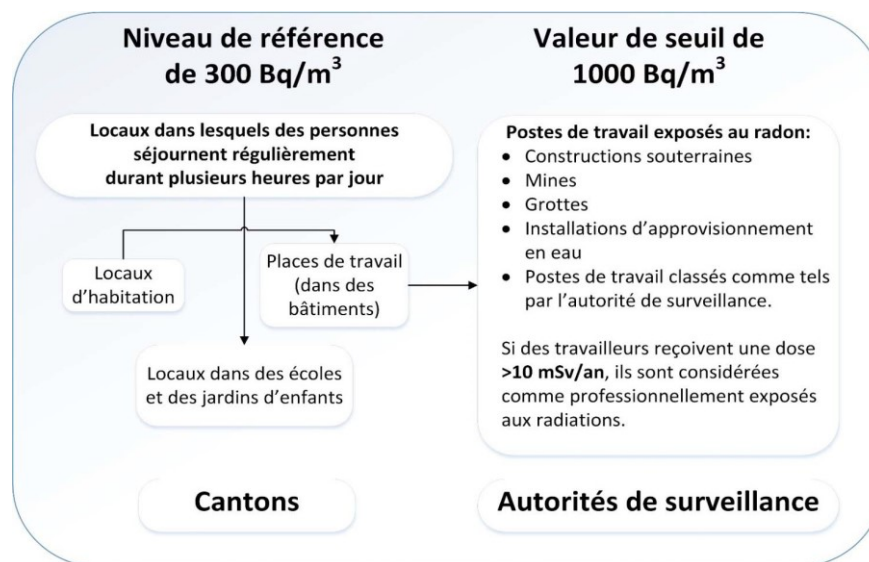 Niveau de référence
de 300 Bq/m³
Locaux dans lesquels des personnes
séjournent régulièrement
durant plusieurs heures par jour
Locaux
d'habitation
Places de travail
(dans des
bâtiments)
Locaux dans des écoles
et des jardins d'enfants
Cantons
Valeur de seuil de
1000 Bq/m³
Postes de travail exposés au radon:
• Constructions souterraines
• Mines
• Grottes
• Installations d'approvisionnement
en eau
• Postes de travail classés comme tels
par l'autorité de surveillance.
Si des travailleurs reçoivent une dose
>10 mSv/an, ils sont considérées
comme professionnellement exposés
aux radiations.
Autorités de surveillance